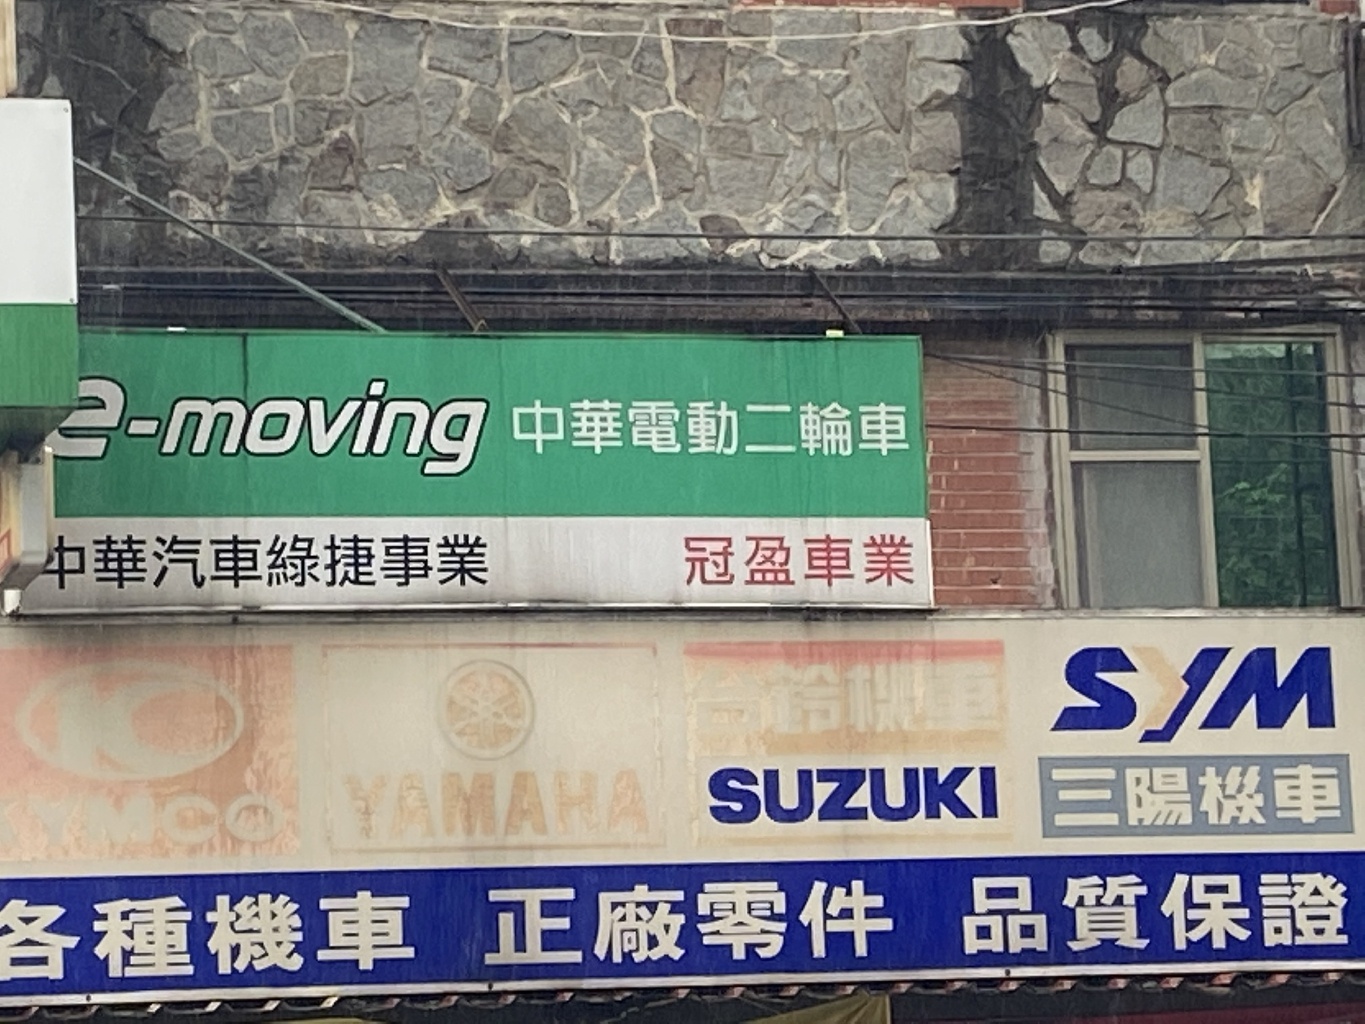 e-moving 中華電動二輪車
中華汽車綠捷事業 冠盈車業
KYMCO
YAMAHA
台鈴機車
SUZUKI
SYM
三陽機車
各種機車 正廠零件 品質保證